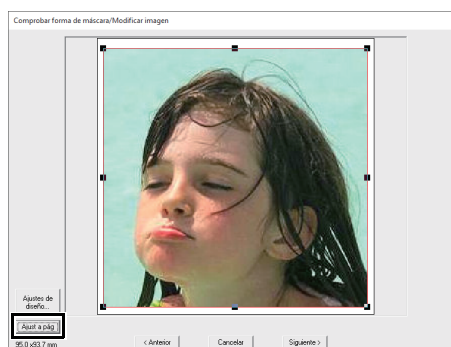 Comprobar forma de máscara/Modificar imagen
Ajustes de
diseño...
Ajust a pág
95.0 x93.7 mm
< Anterior
Cancelar
Siguiente >